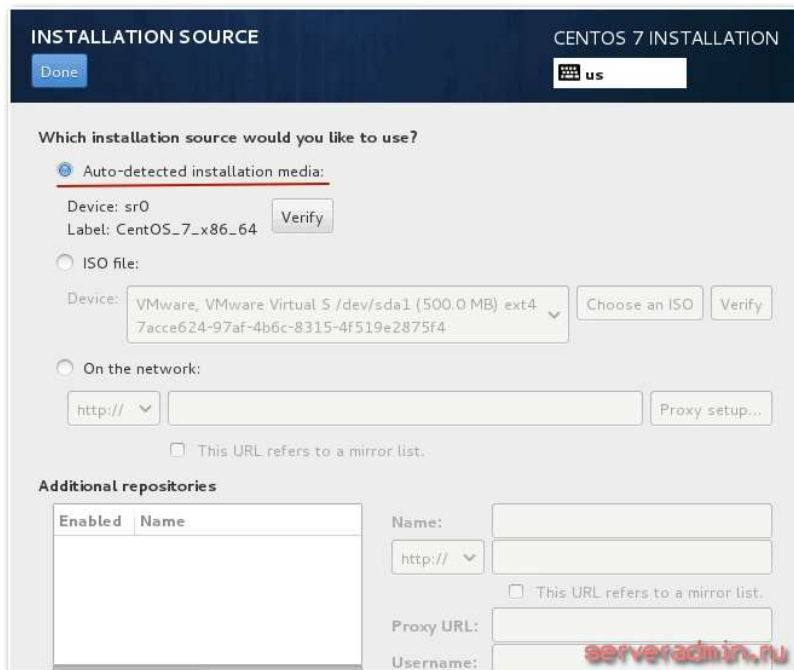 INSTALLATION SOURCE
CENTOS 7 INSTALLATION
Done
us
Which installation source would you like to use?
Auto-detected installation media:
Device: sr0
Label: CentOS_7_x86_64
Verify
ISO file:
Device:
VMware, VMware Virtual S /dev/sda1 (500.0 MB) ext4
7acce624-97af-4b6c-8315-4f519e2875f4
Choose an ISO
Verify
On the network:
http://
Proxy setup...
This URL refers to a mirror list.
Additional repositories
Enabled Name
Name:
http://
This URL refers to a mirror list.
Proxy URL:
Username:
serveradmin.ru